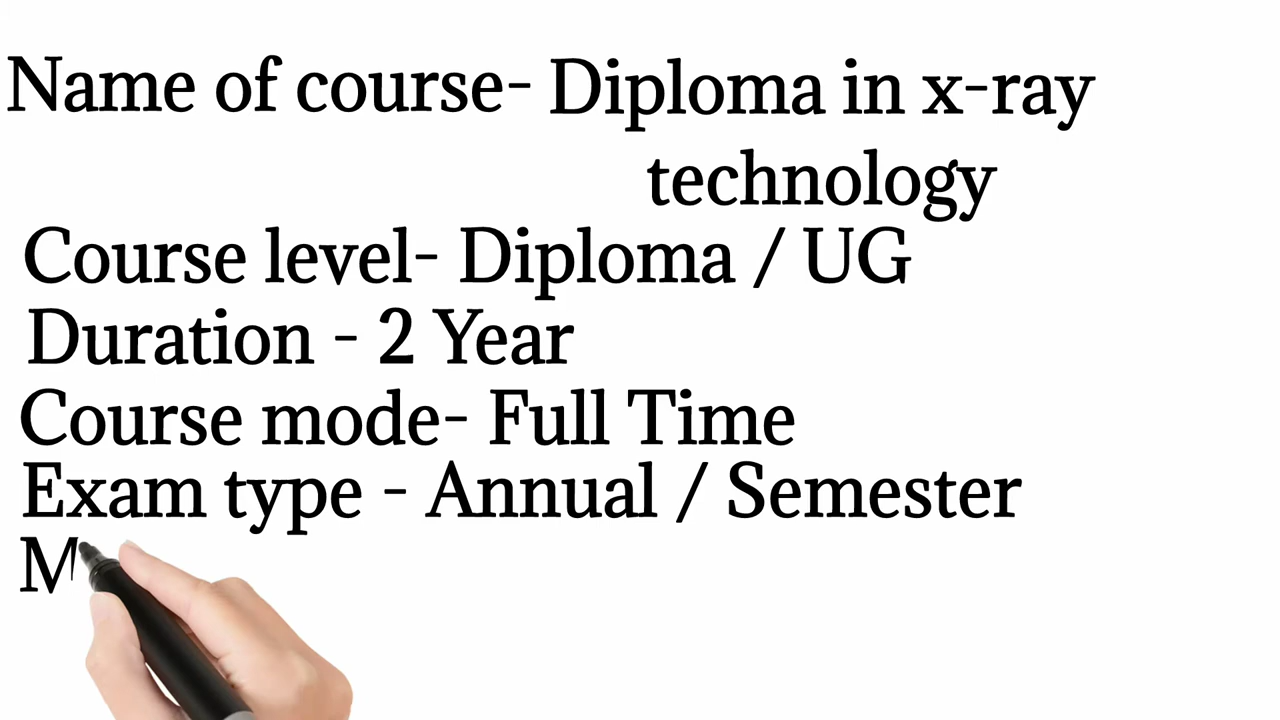 Name of course- Diploma in x-ray
technology
Course level- Diploma / UG
Duration - 2 Year
Course mode- Full Time
Exam type - Annual / Semester
M